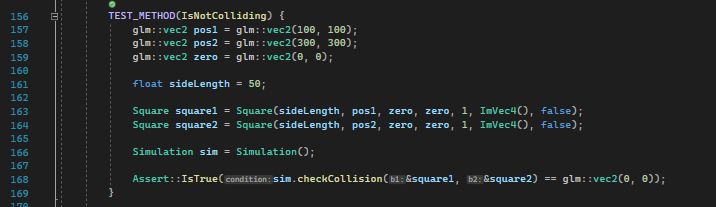 156 TEST_METHOD(IsNotColliding) {
157 glm::vec2 pos1 = glm::vec2(100, 100);
158 glm::vec2 pos2 = glm::vec2(300, 300);
159 glm::vec2 zero = glm::vec2(0, 0);
160
161 float sideLength = 50;
162
163 Square square1 = Square(sideLength, pos1, zero, zero, 1, ImVec4(), false);
164 Square square2 = Square(sideLength, pos2, zero, zero, 1, ImVec4(), false);
165
166 Simulation sim = Simulation();
167
168 Assert::IsTrue(condition:sim.checkCollision(b1:&square1, b2:&square2) == glm::vec2(0, 0));
169 }
170